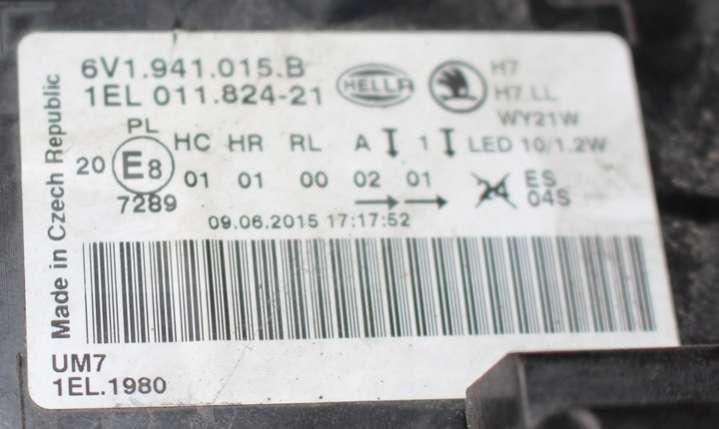 Made in Czech Republic
6V1.941.015.B
1EL 011.824-21
HELLA
H7
H7.LL
WY21W
PL HC HR RL A 1 LED 10/1.2W
20 E8 01 01 00 02 01 24 ES
04S
7289
09.06.2015 17:17:52
UM7
1EL.1980